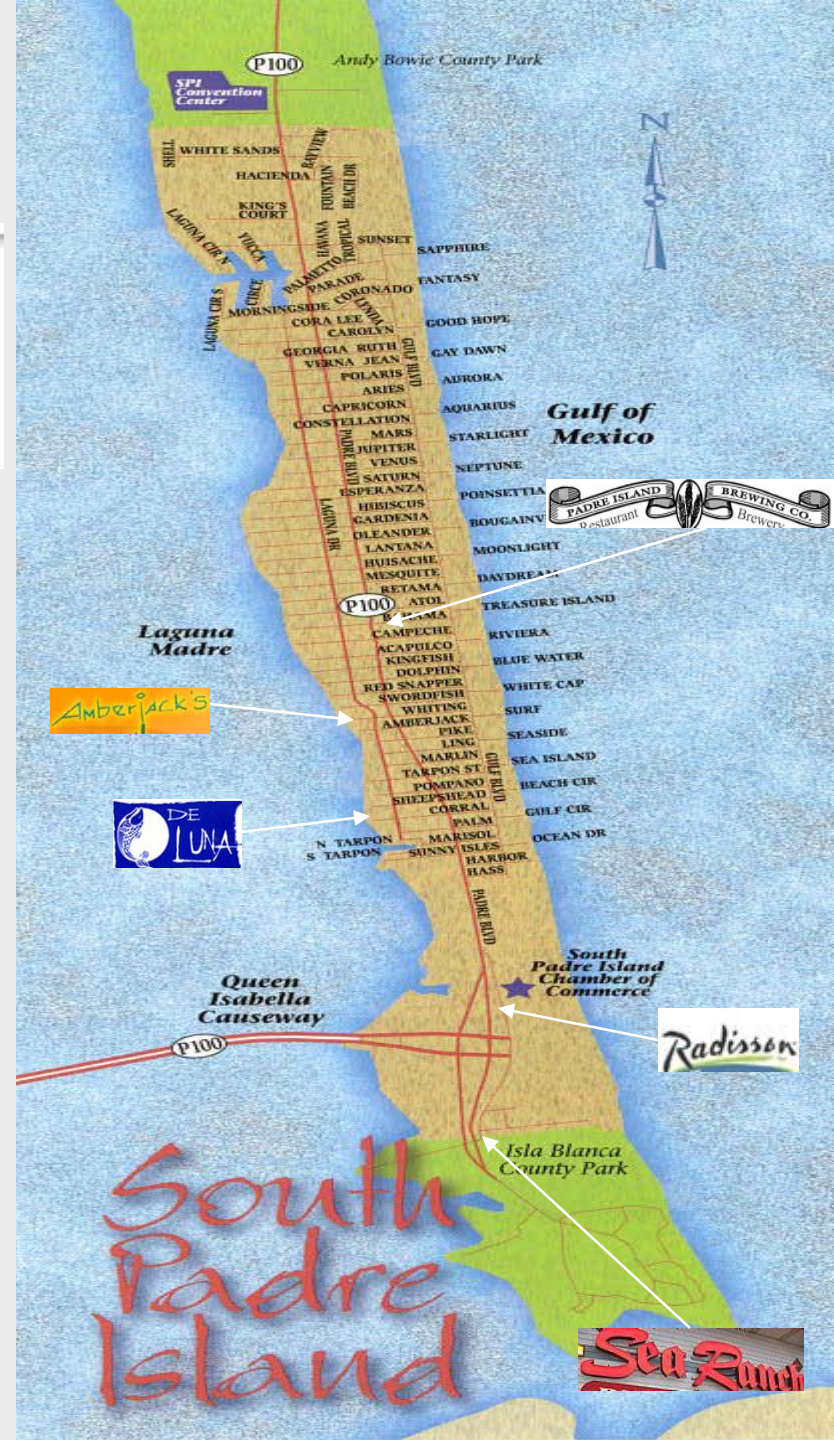 P100
Andy Bowie County Park
SPI
Convention
Center
N
SHELL
WHITE SANDS
BAYVIEW
HACIENDA
FOUNTAIN
BEACH DR
KING'S
COURT
LAGUNA CIR N
YUCCA
HAVANA
TROPICAL
SUNSET
SAPPHIRE
PALMETTO
PARADE
FANTASY
CIRCE
CORONADO
LAGUNA CIR S
MORNINGSIDE
LYNDA
CORA LEE
GOOD HOPE
CAROLYN
GEORGIA RUTH
GULF BLVD
GAY DAWN
VERNA JEAN
POLARIS
AURORA
ARIES
CAPRICORN
AQUARIUS
Gulf of
Mexico
CONSTELLATION
MARS
STARLIGHT
PADRE BLVD
JUPITER
VENUS
NEPTUNE
SATURN
ESPERANZA
POINSETTIA
PADRE ISLAND
BREWING CO.
Restaurant
Brewery
LAGUNA DR
HIBISCUS
GARDENIA
BOUGAINV
OLEANDER
LANTANA
MOONLIGHT
HUISACHE
MESQUITE
DAYDREAM
RETAMA
P100
ATOL
TREASURE ISLAND
BAHAMA
Laguna
Madre
CAMPECHE
RIVIERA
ACAPULCO
KINGFISH
BLUE WATER
DOLPHIN
RED SNAPPER
WHITE CAP
SWORDFISH
Amberjack's
WHITING
SURF
AMBERJACK
PIKE
SEASIDE
LING
MARLIN
GULF BLVD
SEA ISLAND
TARPON ST
POMPANO
BEACH CIR
SHEEPSHEAD
CORRAL
GULF CIR
DE
LUNA
PALM
N TARPON
MARISOL
OCEAN DR
S TARPON
SUNNY ISLES
HARBOR
HASS
PADRE BLVD
South
Padre Island
Chamber of
Commerce
Queen
Isabella
Causeway
P100
Radisson
Isla Blanca
County Park
South
Padre
Island
Sea Ranch